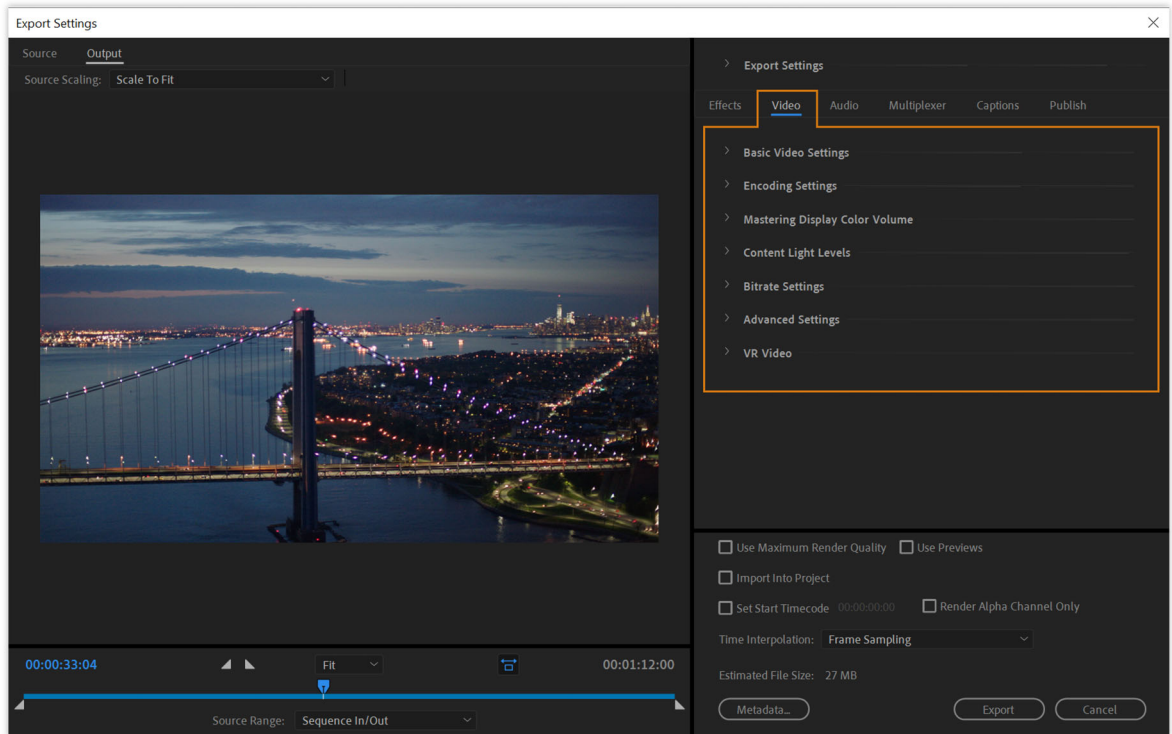 Export Settings
Source Output
Source Scaling: Scale To Fit
Export Settings
Effects Video Audio Multiplexer Captions Publish
Basic Video Settings
Encoding Settings
Mastering Display Color Volume
Content Light Levels
Bitrate Settings
Advanced Settings
VR Video
00:00:33:04 Fit 00:01:12:00
Source Range: Sequence In/Out
Use Maximum Render Quality Use Previews
Import Into Project
Set Start Timecode 00:00:00:00 Render Alpha Channel Only
Time Interpolation: Frame Sampling
Estimated File Size: 27 MB
Metadata... Export Cancel